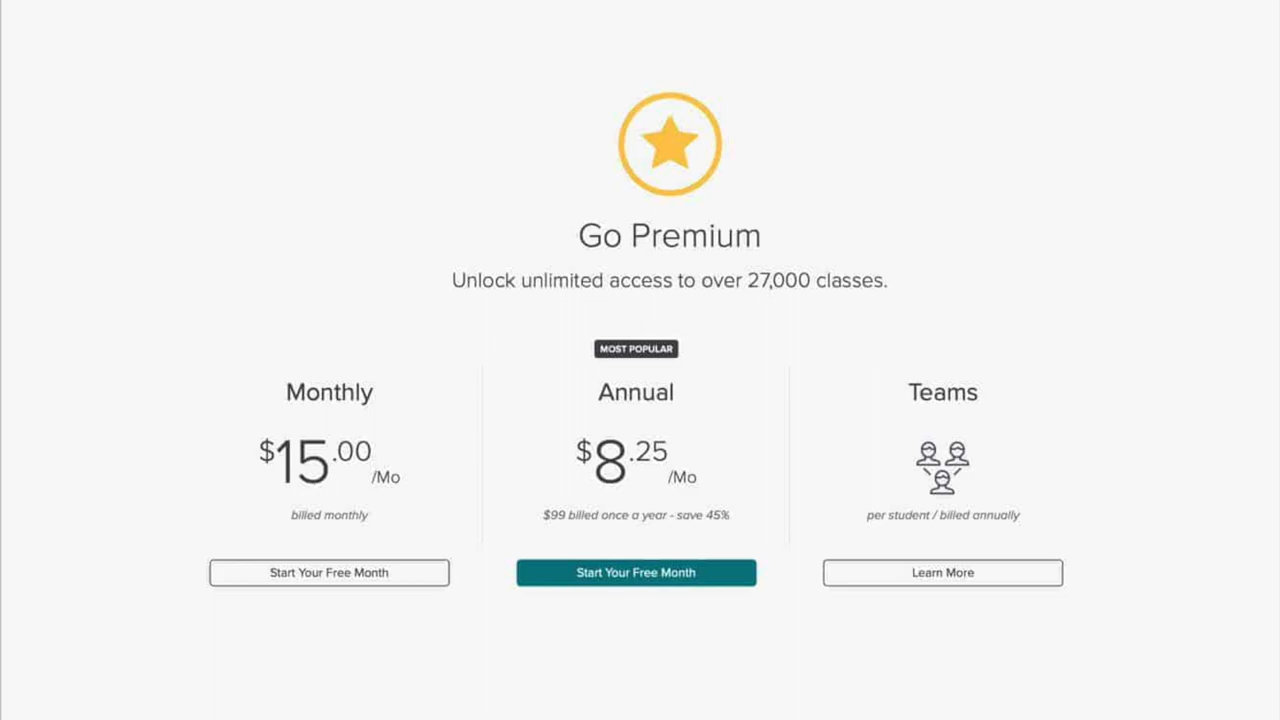 Go Premium
Unlock unlimited access to over 27,000 classes.
MOST POPULAR
Monthly
$15.00/Mo
billed monthly
Start Your Free Month
Annual
$8.25/Mo
$99 billed once a year - save 45%
Start Your Free Month
Teams
per student / billed annually
Learn More